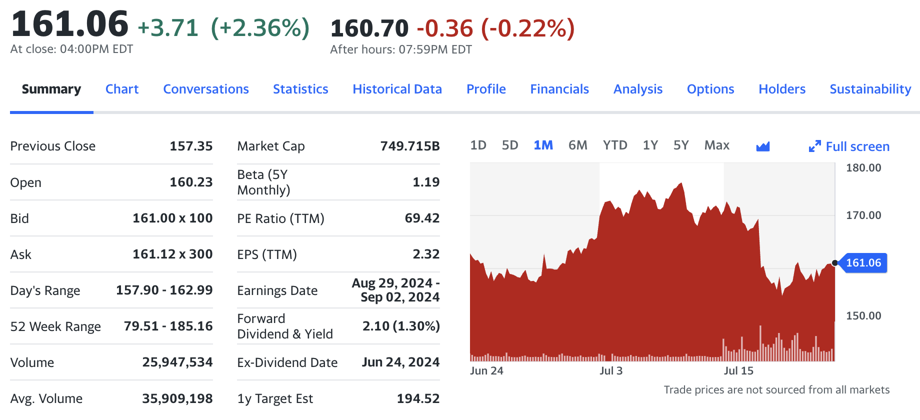 161.06 +3.71 (+2.36%) 160.70 -0.36 (-0.22%)
At close: 04:00PM EDT After hours: 07:59PM EDT
Summary Chart Conversations Statistics Historical Data Profile Financials Analysis Options Holders Sustainability
Previous Close 157.35
Open 160.23
Bid 161.00 x 100
Ask 161.12 x 300
Day's Range 157.90 - 162.99
52 Week Range 79.51 - 185.16
Volume 25,947,534
Avg. Volume 35,909,198
Market Cap 749.715B
Beta (5Y
Monthly) 1.19
PE Ratio (TTM) 69.42
EPS (TTM) 2.32
Earnings Date Aug 29, 2024 -
Sep 02, 2024
Forward
Dividend & Yield 2.10 (1.30%)
Ex-Dividend Date Jun 24, 2024
1y Target Est 194.52
1D 5D 1M 6M YTD 1Y 5Y Max Full screen
180.00
170.00
161.06
150.00
Jun 24 Jul 3 Jul 15
Trade prices are not sourced from all markets